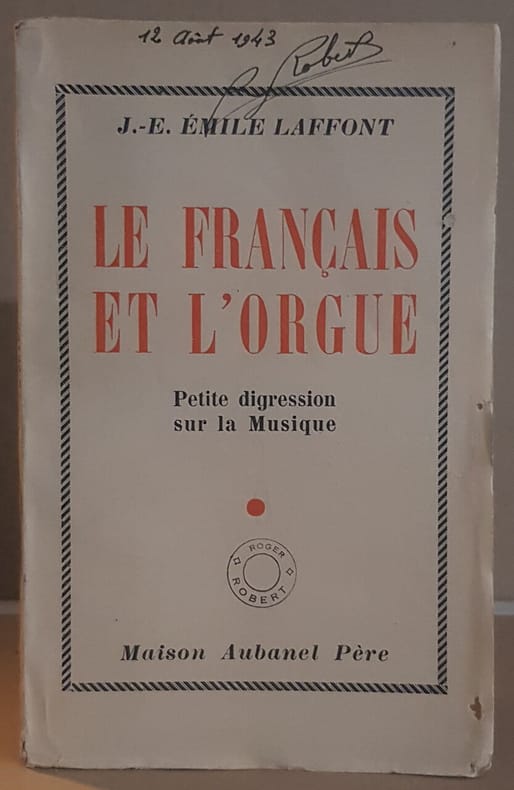 12 Août 1943
Robert
J.-E. ÉMILE LAFFONT
LE FRANÇAIS
ET L'ORGUE
Petite digression
sur la Musique
ROGER
ROBERT
Maison Aubanel Père